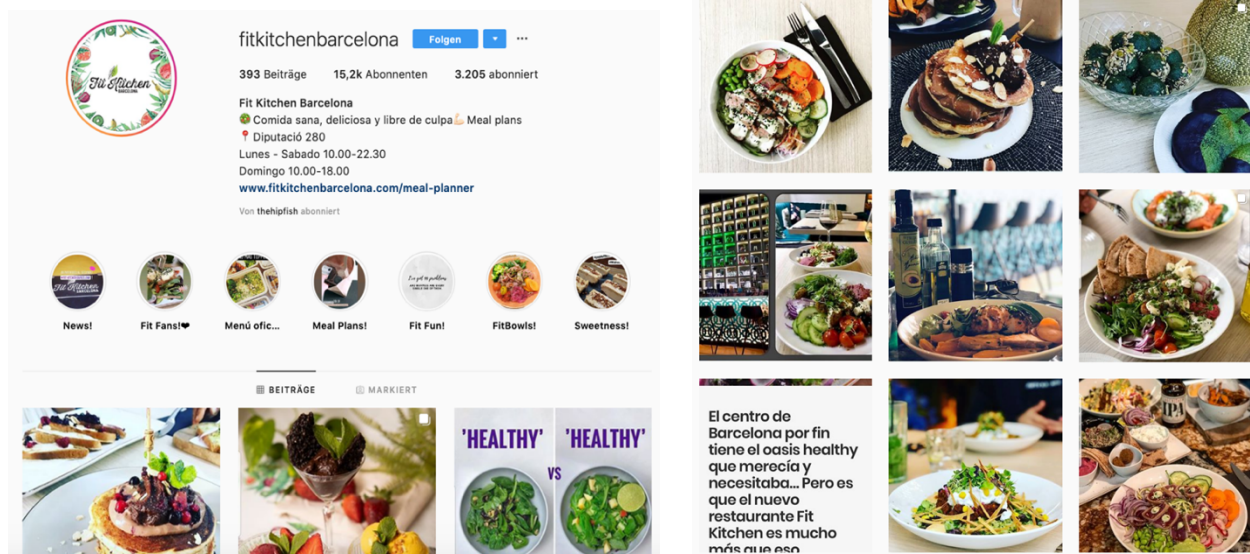 fitkitchenbarcelona Folgen
393 Beiträge 15,2k Abonnenten 3.205 abonniert
Fit Kitchen Barcelona
Comida sana, deliciosa y libre de culpa Meal plans
Diputació 280
Lunes - Sabado 10.00-22.30
Domingo 10.00-18.00
www.fitkitchenbarcelona.com/meal-planner
Von thehipfish abonniert
Fit Kitchen
BARCELONA
Fit Kitchen
News!
Fit Fans!❤
Menú ofic...
Meal Plans!
Fit Fun!
FitBowls!
Sweetness!
BEITRÄGE
MARKIERT
'HEALTHY' 'HEALTHY'
VS
El centro de
Barcelona por fin
tiene el oasis healthy
que merecía y
necesitaba... Pero es
que el nuevo
restaurante Fit
Kitchen es mucho
más que eso
IPA